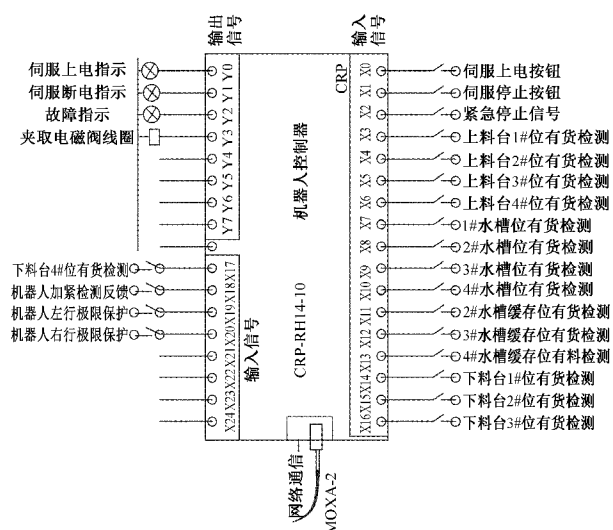 输出信号
输入信号
伺服上电指示
伺服断电指示
故障指示
夹取电磁阀线圈
Y0
Y1
Y2
Y3
Y4
Y5
Y6
Y7
下料台4#位有货检测
机器人加紧检测反馈
机器人左行极限保护
机器人右行极限保护
X17
X18
X19
X20
X21
X22
X23
X24
输入信号
CRP
机器人控制器
CRP-RH14-10
X0
X1
X2
X3
X4
X5
X6
X7
X8
X9
X10
X11
X12
X13
X14
X15
X16
伺服上电按钮
伺服停止按钮
紧急停止信号
上料台1#位有货检测
上料台2#位有货检测
上料台3#位有货检测
上料台4#位有货检测
1#水槽位有货检测
2#水槽位有货检测
3#水槽位有货检测
4#水槽位有货检测
2#水槽缓存位有货检测
3#水槽缓存位有货检测
4#水槽缓存位有料检测
下料台1#位有货检测
下料台2#位有货检测
下料台3#位有货检测
网络通信
MOXA-2